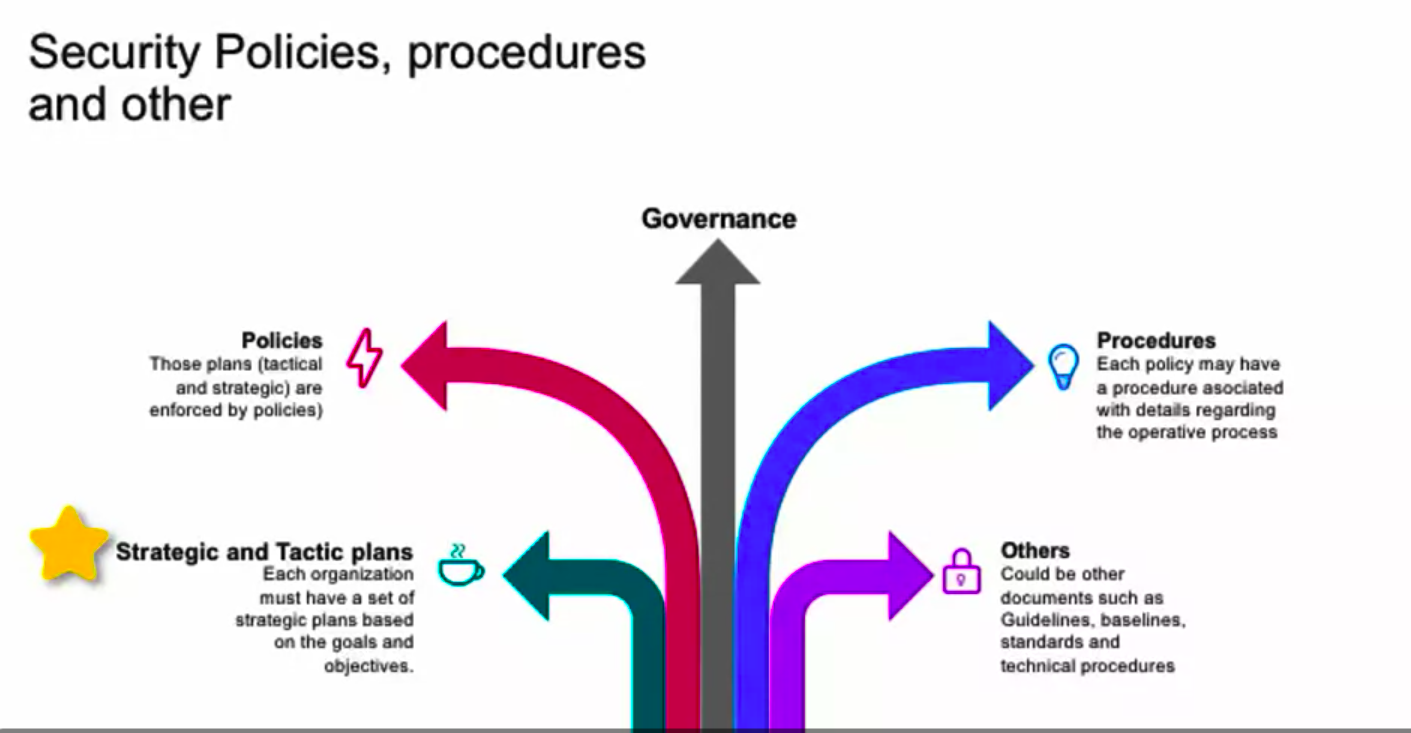 Security Policies, procedures
and other
Governance
Policies
Those plans (tactical
and strategic) are
enforced by policies)
Procedures
Each policy may have
a procedure asociated
with details regarding
the operative process
Strategic and Tactic plans
Each organization
must have a set of
strategic plans based
on the goals and
objectives.
Others
Could be other
documents such as
Guidelines, baselines,
standards and
technical procedures